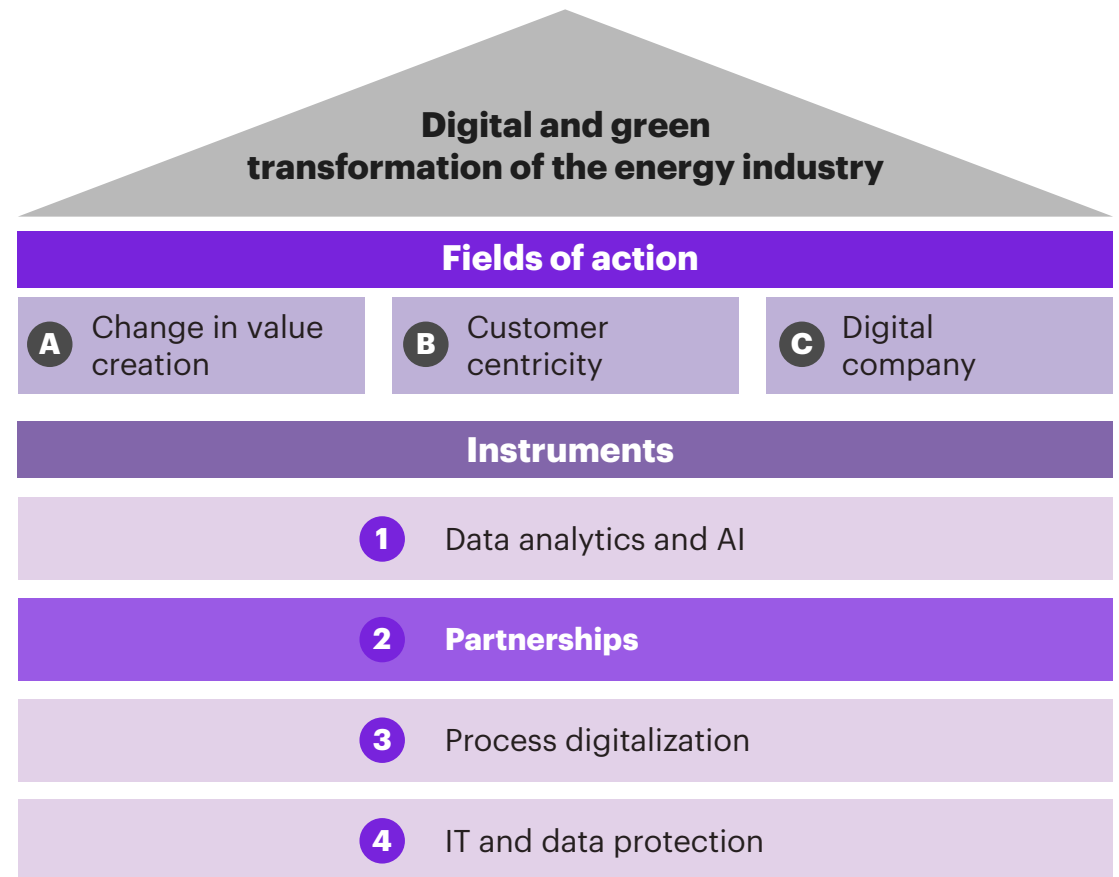 Digital and green
transformation of the energy industry
Fields of action
A
Change in value
creation
B
Customer
centricity
C
Digital
company
Instruments
1 Data analytics and AI
2 Partnerships
3 Process digitalization
4 IT and data protection